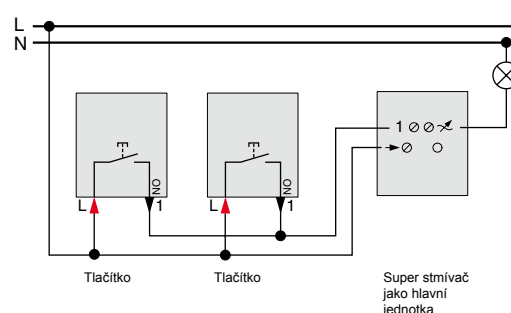 L
N
L
NO
1
L
NO
1
1
Tlačítko
Tlačítko
Super stmívač
jako hlavní
jednotka